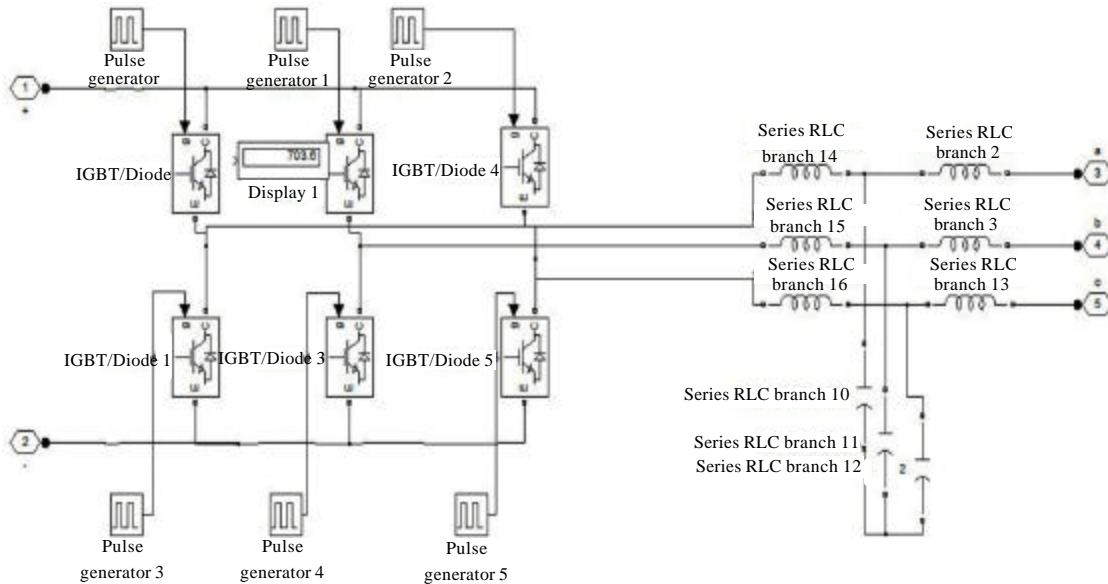 Pulse
generator
Pulse
generator 1
Pulse
generator 2
1
+
g
C
E
IGBT/Diode
703.6
Display 1
g
C
E
IGBT/Diode 4
g
C
E
Series RLC
branch 14
Series RLC
branch 2
a
3
Series RLC
branch 15
Series RLC
branch 3
b
4
Series RLC
branch 16
Series RLC
branch 13
c
5
IGBT/Diode 1
g
C
E
IGBT/Diode 3
g
C
E
IGBT/Diode 5
g
C
E
Series RLC branch 10
Series RLC branch 11
Series RLC branch 12
2
2
-
Pulse
generator 3
Pulse
generator 4
Pulse
generator 5